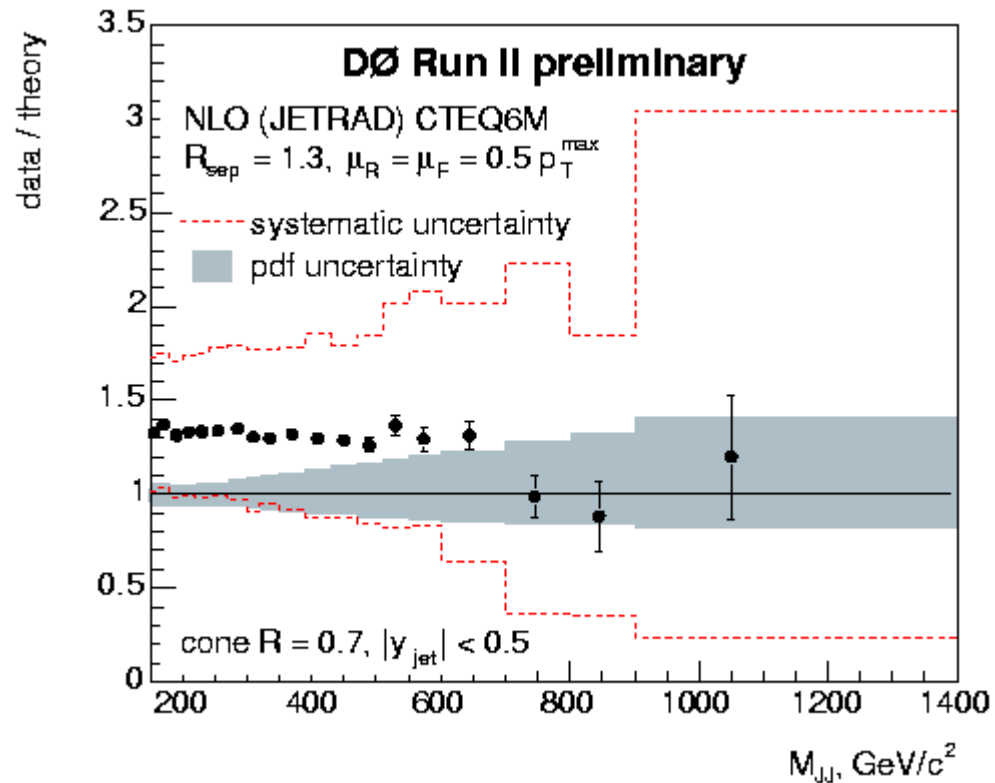 data / theory
DØ Run II preliminary
NLO (JETRAD) CTEQ6M
R_sep = 1.3, μ_R = μ_F = 0.5 p_T^max
systematic uncertainty
pdf uncertainty
cone R = 0.7, |y_jet| < 0.5
3.5
3
2.5
2
1.5
1
0.5
0
200 400 600 800 1000 1200 1400
M_JJ, GeV/c²